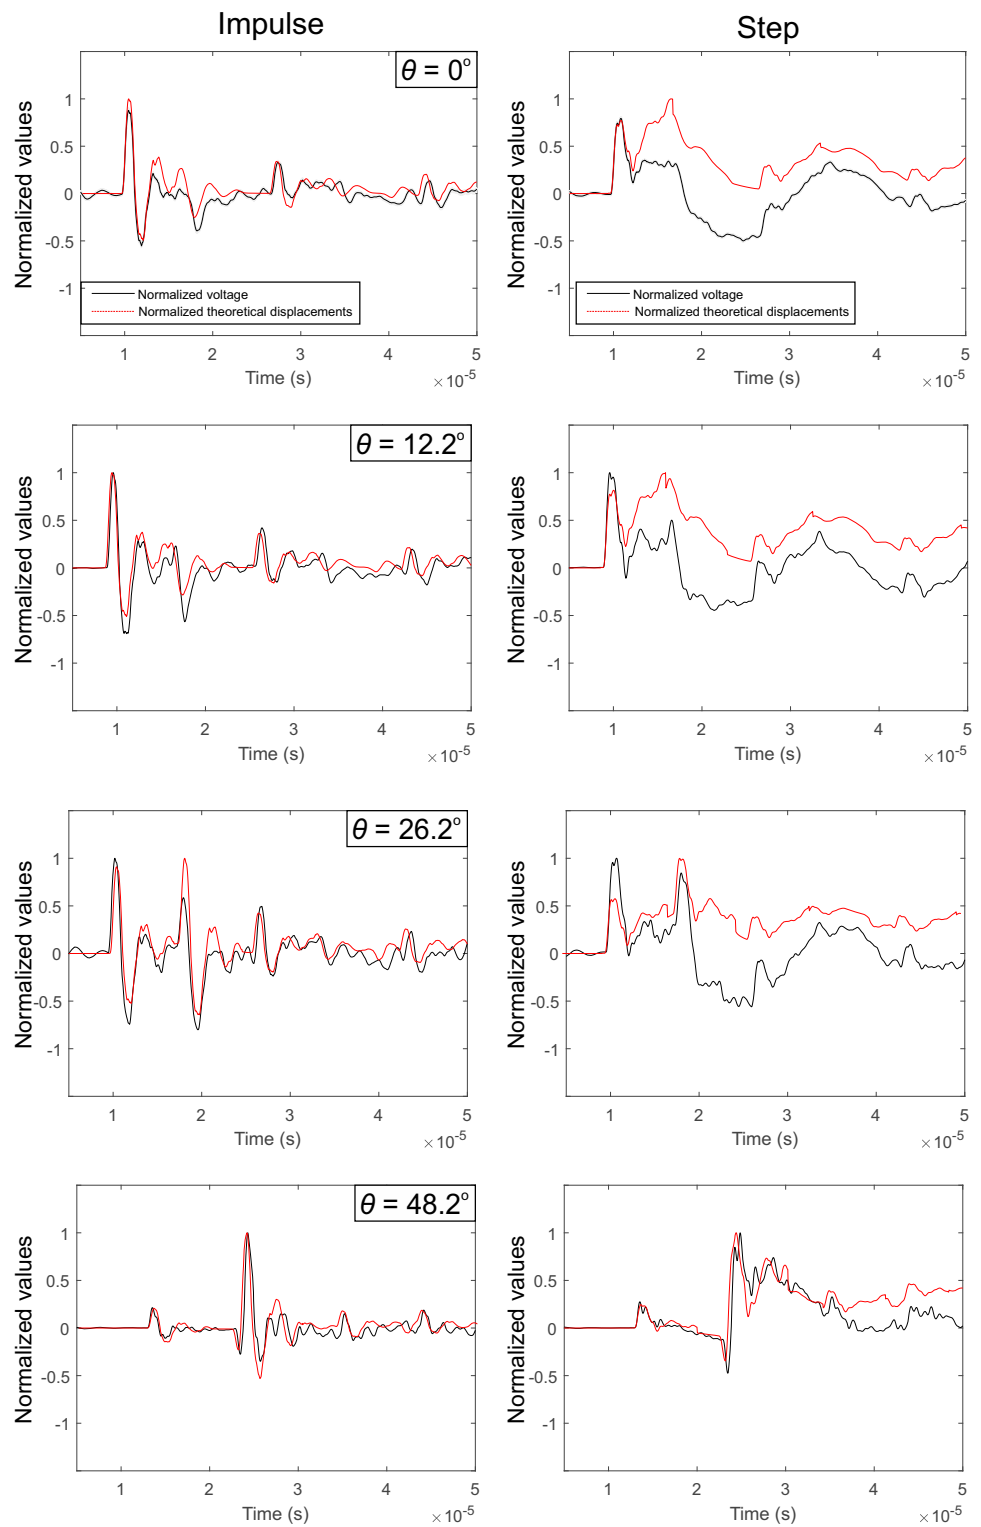 Impulse
Step
θ = 0°
Normalized values
1
0.5
0
-0.5
-1
Normalized voltage
Normalized theoretical displacements
1 2 3 4 5
Time (s)
×10-5
Normalized values
1
0.5
0
-0.5
-1
Normalized voltage
Normalized theoretical displacements
1 2 3 4 5
Time (s)
×10-5
θ = 12.2°
Normalized values
1
0.5
0
-0.5
-1
1 2 3 4 5
Time (s)
×10-5
Normalized values
1
0.5
0
-0.5
-1
1 2 3 4 5
Time (s)
×10-5
θ = 26.2°
Normalized values
1
0.5
0
-0.5
-1
1 2 3 4 5
Time (s)
×10-5
Normalized values
1
0.5
0
-0.5
-1
1 2 3 4 5
Time (s)
×10-5
θ = 48.2°
Normalized values
1
0.5
0
-0.5
-1
1 2 3 4 5
Time (s)
×10-5
Normalized values
1
0.5
0
-0.5
-1
1 2 3 4 5
Time (s)
×10-5